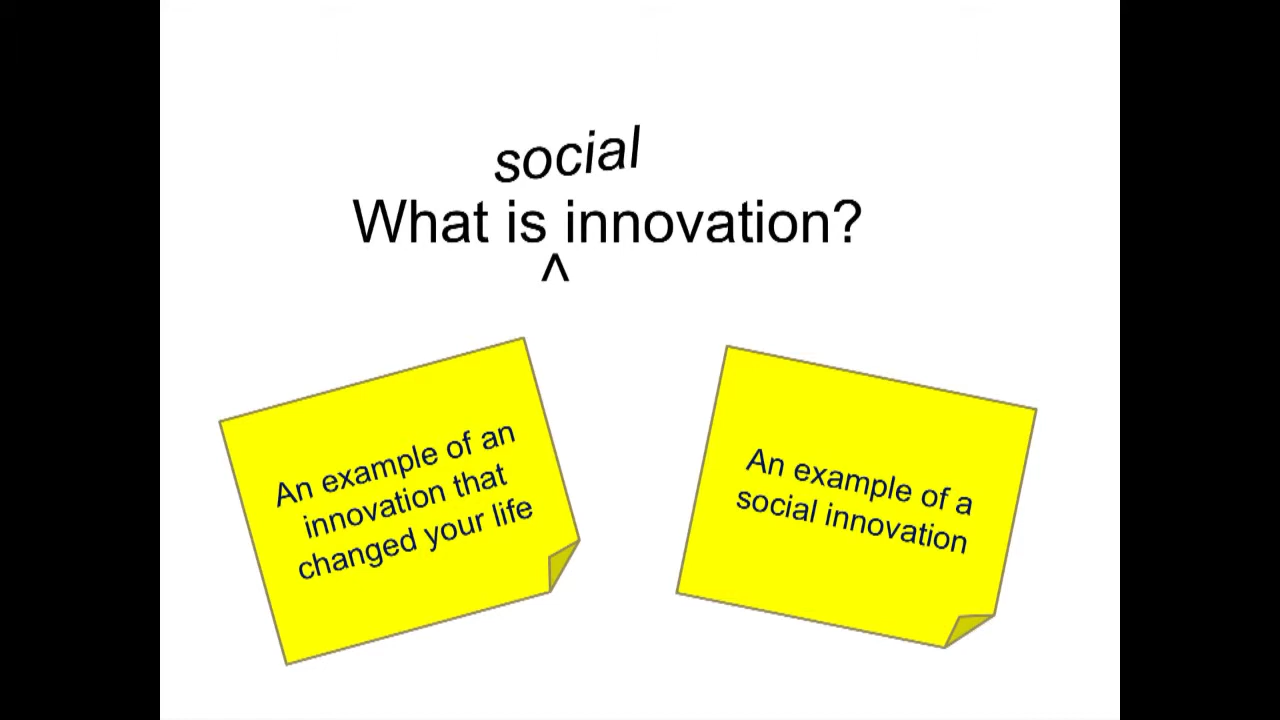 social
What is innovation?
^
An example of an
innovation that
changed your life
An example of a
social innovation